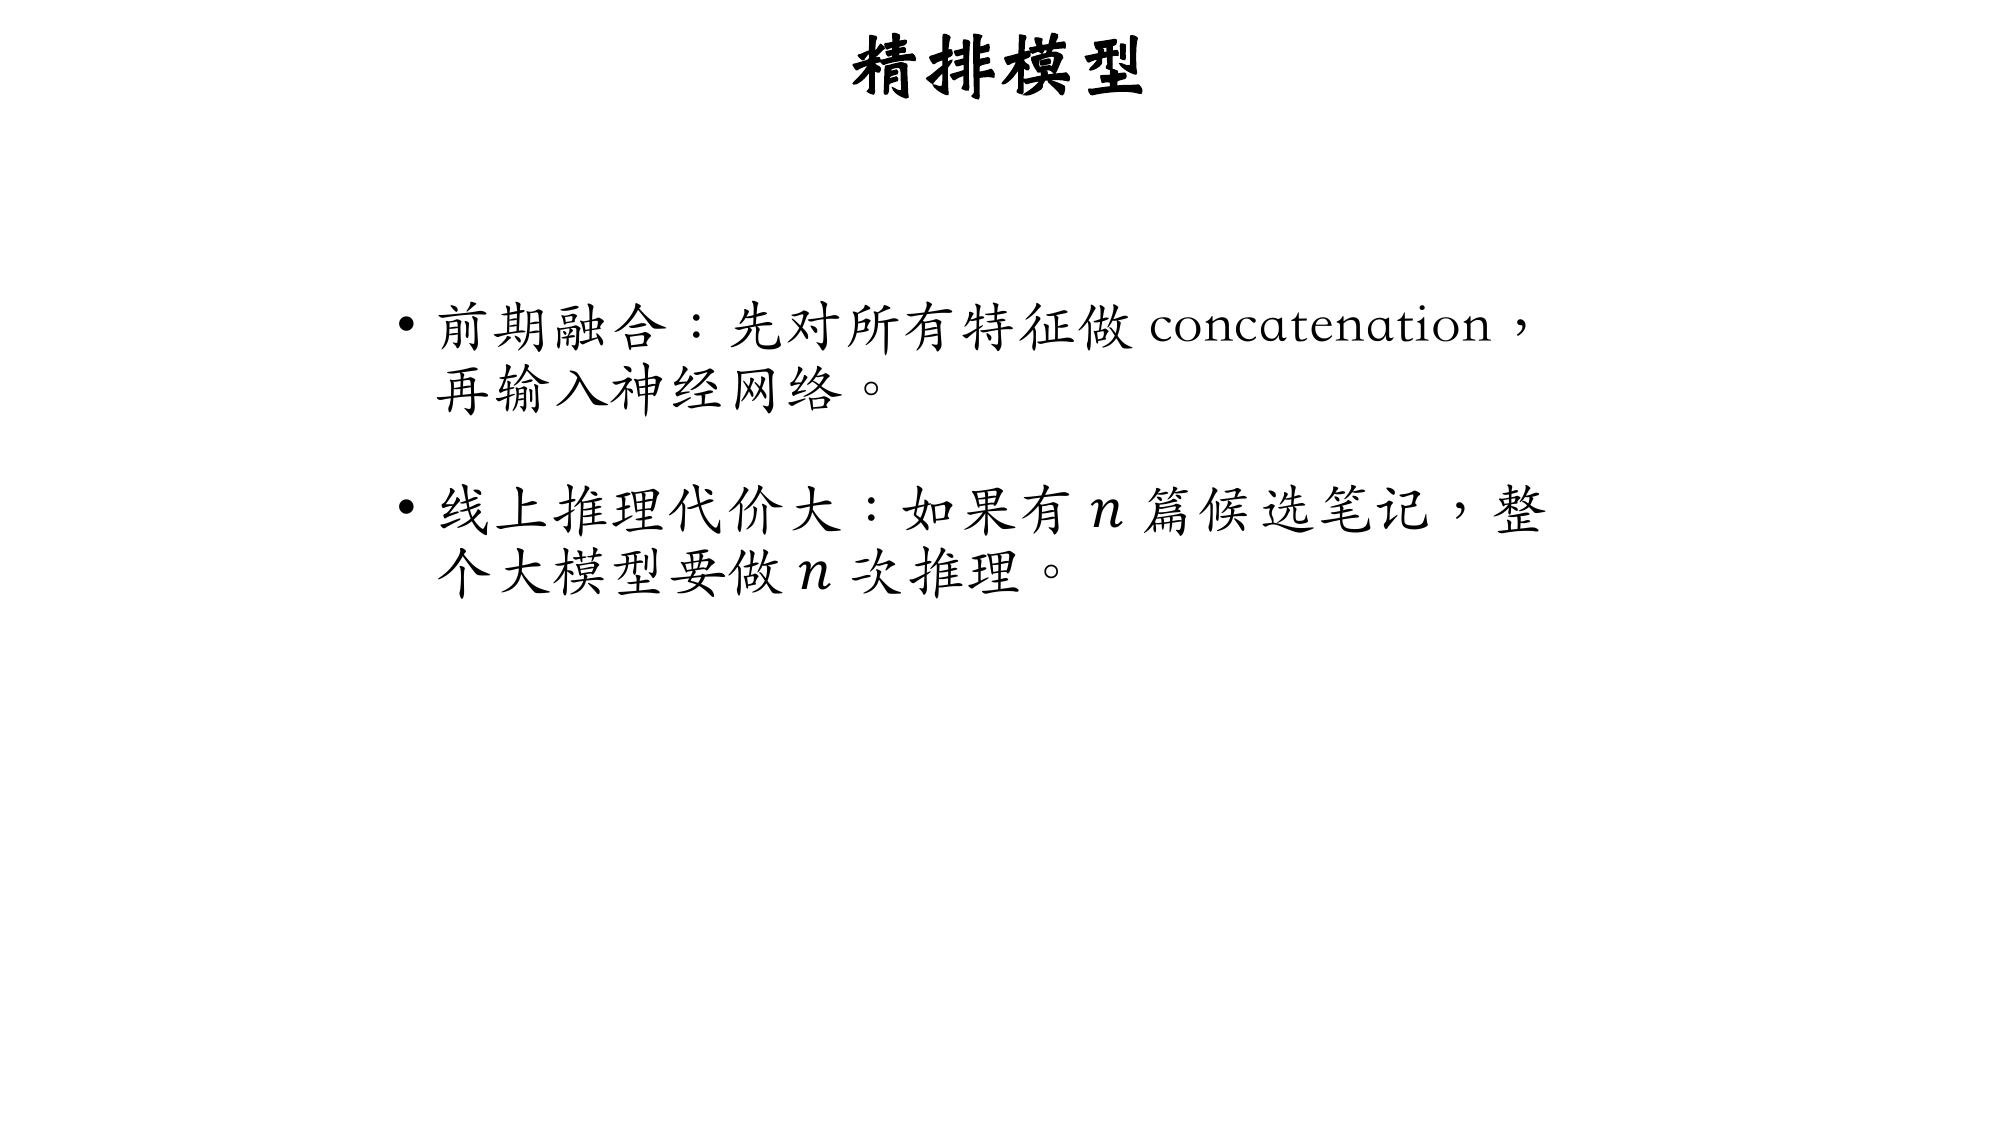 精排模型
• 前期融合：先对所有特征做 concatenation，
再输入神经网络。
• 线上推理代价大：如果有 n 篇候选笔记，整
个大模型要做 n 次推理。